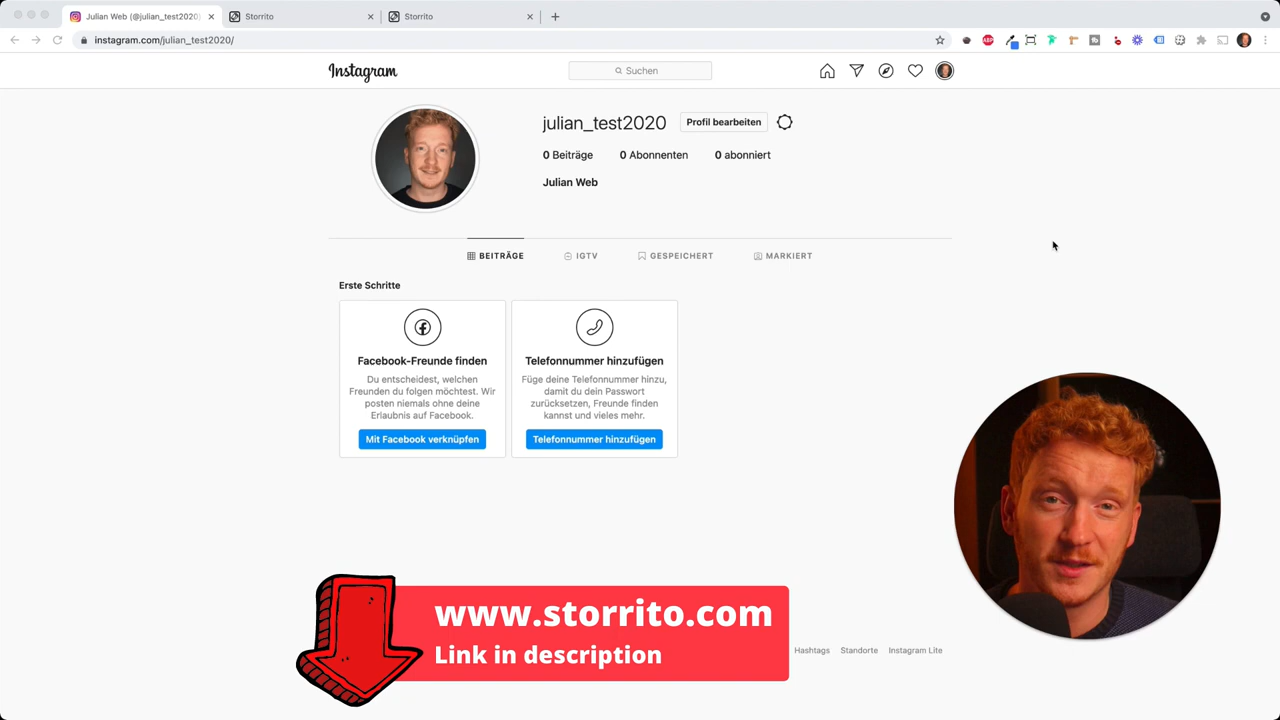 Julian Web (@julian_test2020)
Storrito
Storrito
instagram.com/julian_test2020/
Instagram
Suchen
julian_test2020
Profil bearbeiten
0 Beiträge
0 Abonnenten
0 abonniert
Julian Web
BEITRÄGE
IGTV
GESPEICHERT
MARKIERT
Erste Schritte
Facebook-Freunde finden
Du entscheidest, welchen
Freunden du folgen möchtest. Wir
posten niemals ohne deine
Erlaubnis auf Facebook.
Mit Facebook verknüpfen
Telefonnummer hinzufügen
Füge deine Telefonnummer hinzu,
damit du dein Passwort
zurücksetzen, Freunde finden
kannst und vieles mehr.
Telefonnummer hinzufügen
www.storrito.com
Link in description
Hashtags
Standorte
Instagram Lite